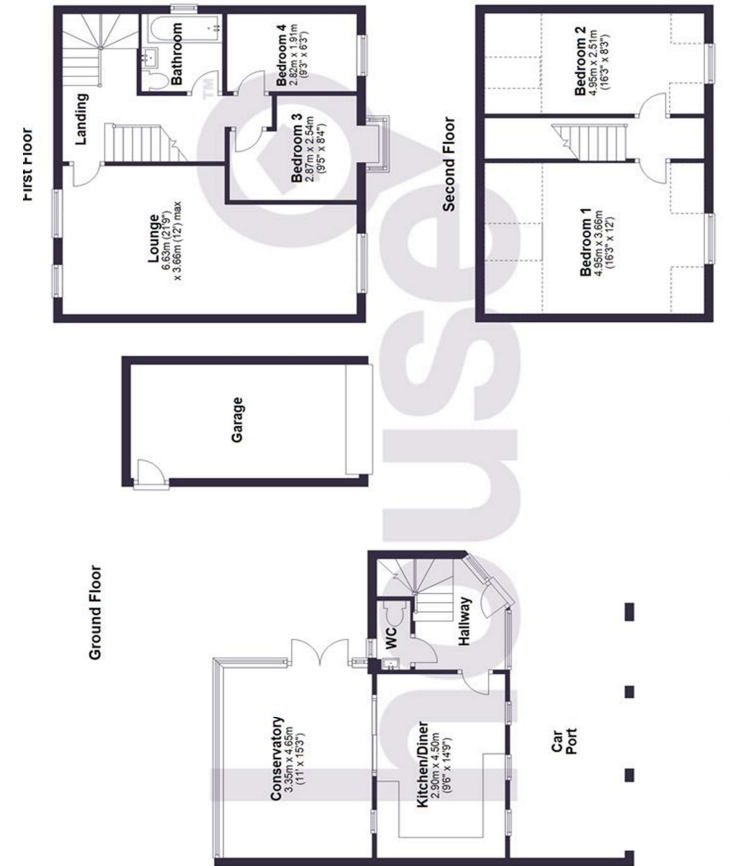 First Floor
Landing
Bathroom
Bedroom 4
2.82m x 1.91m
(9'3" x 6'3")
Bedroom 3
2.87m x 2.54m
(9'5" x 8'4")
Lounge
6.63m (21'9")
x 3.66m (12') max
Second Floor
Bedroom 2
4.95m x 2.51m
(16'3" x 8'3")
Bedroom 1
4.95m x 3.66m
(16'3" x 12')
Garage
Ground Floor
Conservatory
3.35m x 4.65m
(11' x 15'3")
WC
Hallway
Kitchen/Diner
2.90m x 4.50m
(9'6" x 14'9")
Car
Port
house
TM